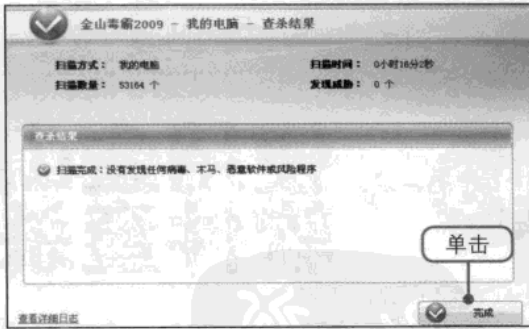 金山毒霸2009 - 我的电脑 - 查杀结果
扫描方式： 我的电脑 扫描时间： 0小时16分2秒
扫描数量： 53164 个 发现威胁： 0 个
查杀结果
扫描完成：没有发现任何病毒、木马、恶意软件或风险程序
单击
查看详细日志 完成